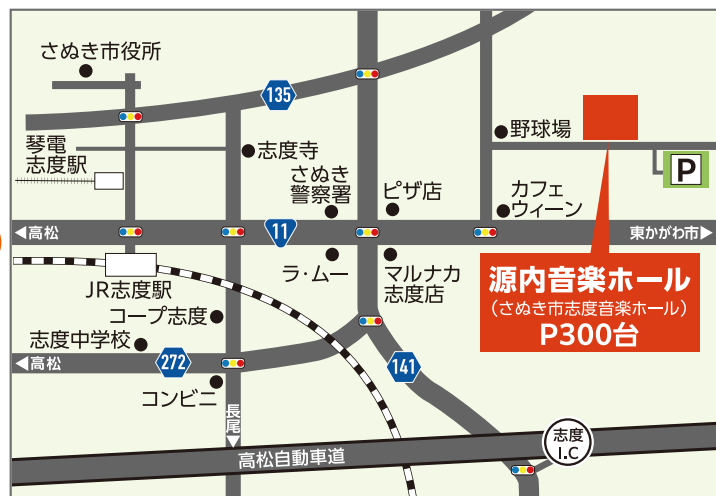 さぬき市役所
135
琴電
志度駅
志度寺
野球場
P
さぬき
警察署
ピザ店
カフェ
ウィーン
高松
11
東かがわ市
ラ・ムー
マルナカ
志度店
源内音楽ホール
(さぬき市志度音楽ホール)
P300台
JR志度駅
コープ志度
志度中学校
高松
272
141
コンビニ
長尾
高松自動車道
志度
I.C